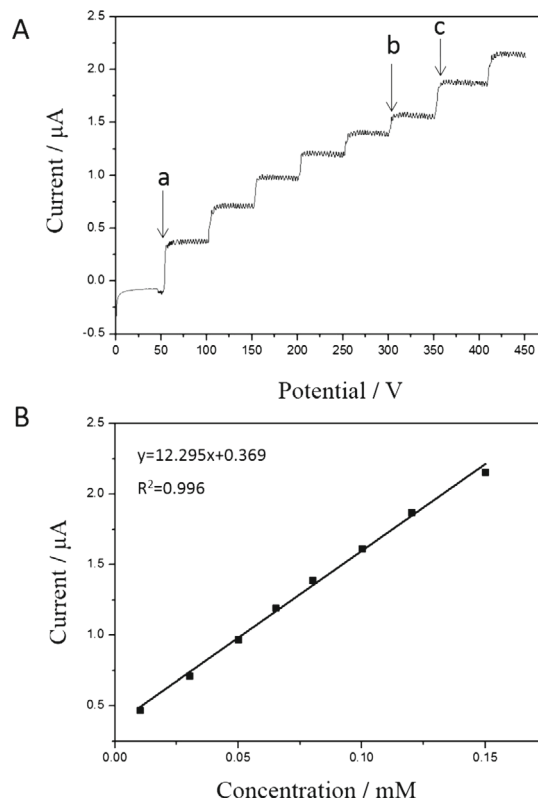 A
2.5
2.0
1.5
1.0
0.5
0.0
-0.5
Current / µA
a
b
c
0 50 100 150 200 250 300 350 400 450
Potential / V
B
2.5
2.0
1.5
1.0
0.5
Current / µA
y=12.295x+0.369
R²=0.996
0.00 0.05 0.10 0.15
Concentration / mM